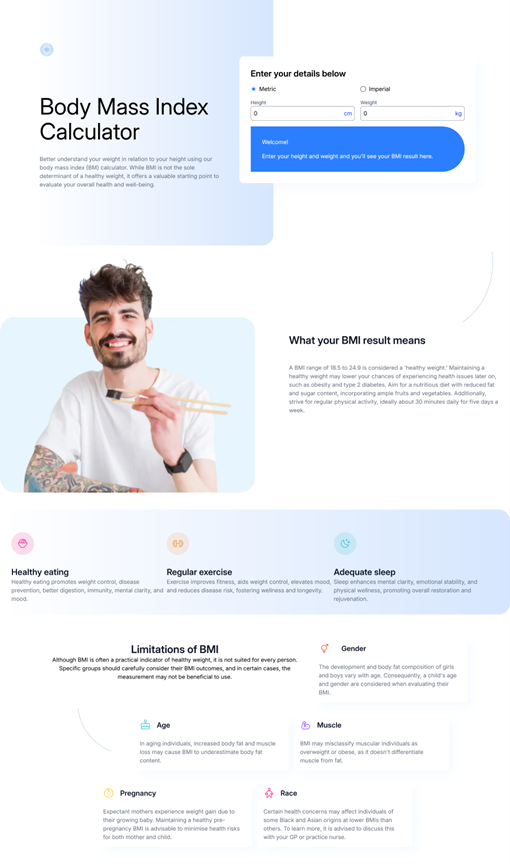 Body Mass Index
Calculator
Better understand your weight in relation to your height using our
body mass index (BM) calculator. While BMI is not the sole
determinant of a healthy weight, it offers a valuable starting point to
evaluate your overall health and well-being.
Enter your details below
Metric
Imperial
Height
Weight
0 cm
0 kg
Welcome!
Enter your height and weight and you'll see your BMI result here.
What your BMI result means
A BMI range of 18.5 to 24.9 is considered a 'healthy weight.' Maintaining a
healthy weight may lower your chances of experiencing health issues later on,
such as obesity and type 2 diabetes. Aim for a nutritious diet with reduced fat
and sugar content, incorporating ample fruits and vegetables. Additionally,
strive for regular physical activity, ideally about 30 minutes daily for five days a
week.
Healthy eating
Healthy eating promotes weight control, disease
prevention, better digestion, immunity, mental clarity, and
mood.
Regular exercise
Exercise improves fitness, aids weight control, elevates mood,
and reduces disease risk, fostering wellness and longevity.
Adequate sleep
Sleep enhances mental clarity, emotional stability, and
physical wellness, promoting overall restoration and
rejuvenation.
Limitations of BMI
Although BMI is often a practical indicator of healthy weight, it is not suited for every person.
Specific groups should carefully consider their BMI outcomes, and in certain cases, the
measurement may not be beneficial to use.
Gender
The development and body fat composition of girls
and boys vary with age. Consequently, a child's age
and gender are considered when evaluating their
BMI.
Age
In aging individuals, increased body fat and muscle
loss may cause BMI to underestimate body fat
content.
Muscle
BMI may misclassify muscular individuals as
overweight or obese, as it doesn't differentiate
muscle from fat.
Pregnancy
Expectant mothers experience weight gain due to
their growing baby. Maintaining a healthy pre-
pregnancy BMI is advisable to minimise health risks
for both mother and child.
Race
Certain health concerns may affect individuals of
some Black and Asian origins at lower BMIs than
others. To learn more, it is advised to discuss this
with your GP or practice nurse.